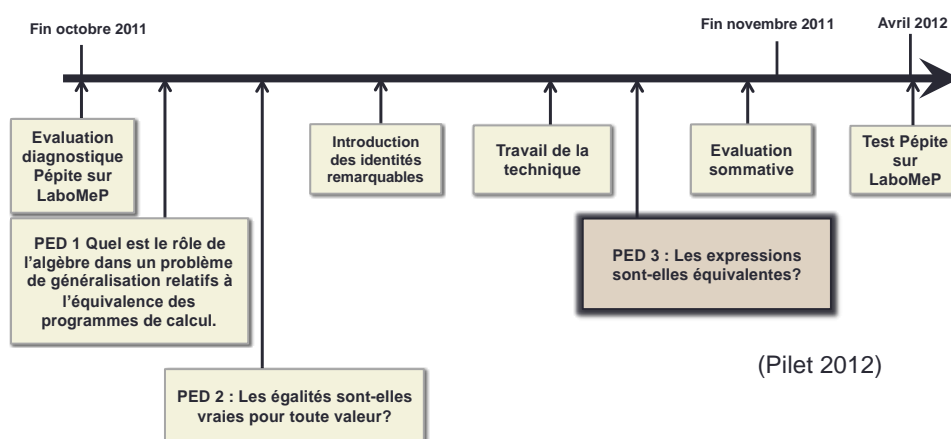 Fin octobre 2011
Fin novembre 2011
Avril 2012
Evaluation
diagnostique
Pépite sur
LaboMeP
Introduction
des identités
remarquables
Travail de la
technique
Evaluation
sommative
Test Pépite
sur
LaboMeP
PED 1 Quel est le rôle de
l'algèbre dans un problème
de généralisation relatifs à
l'équivalence des
programmes de calcul.
PED 3 : Les expressions
sont-elles équivalentes?
(Pilet 2012)
PED 2 : Les égalités sont-elles
vraies pour toute valeur?